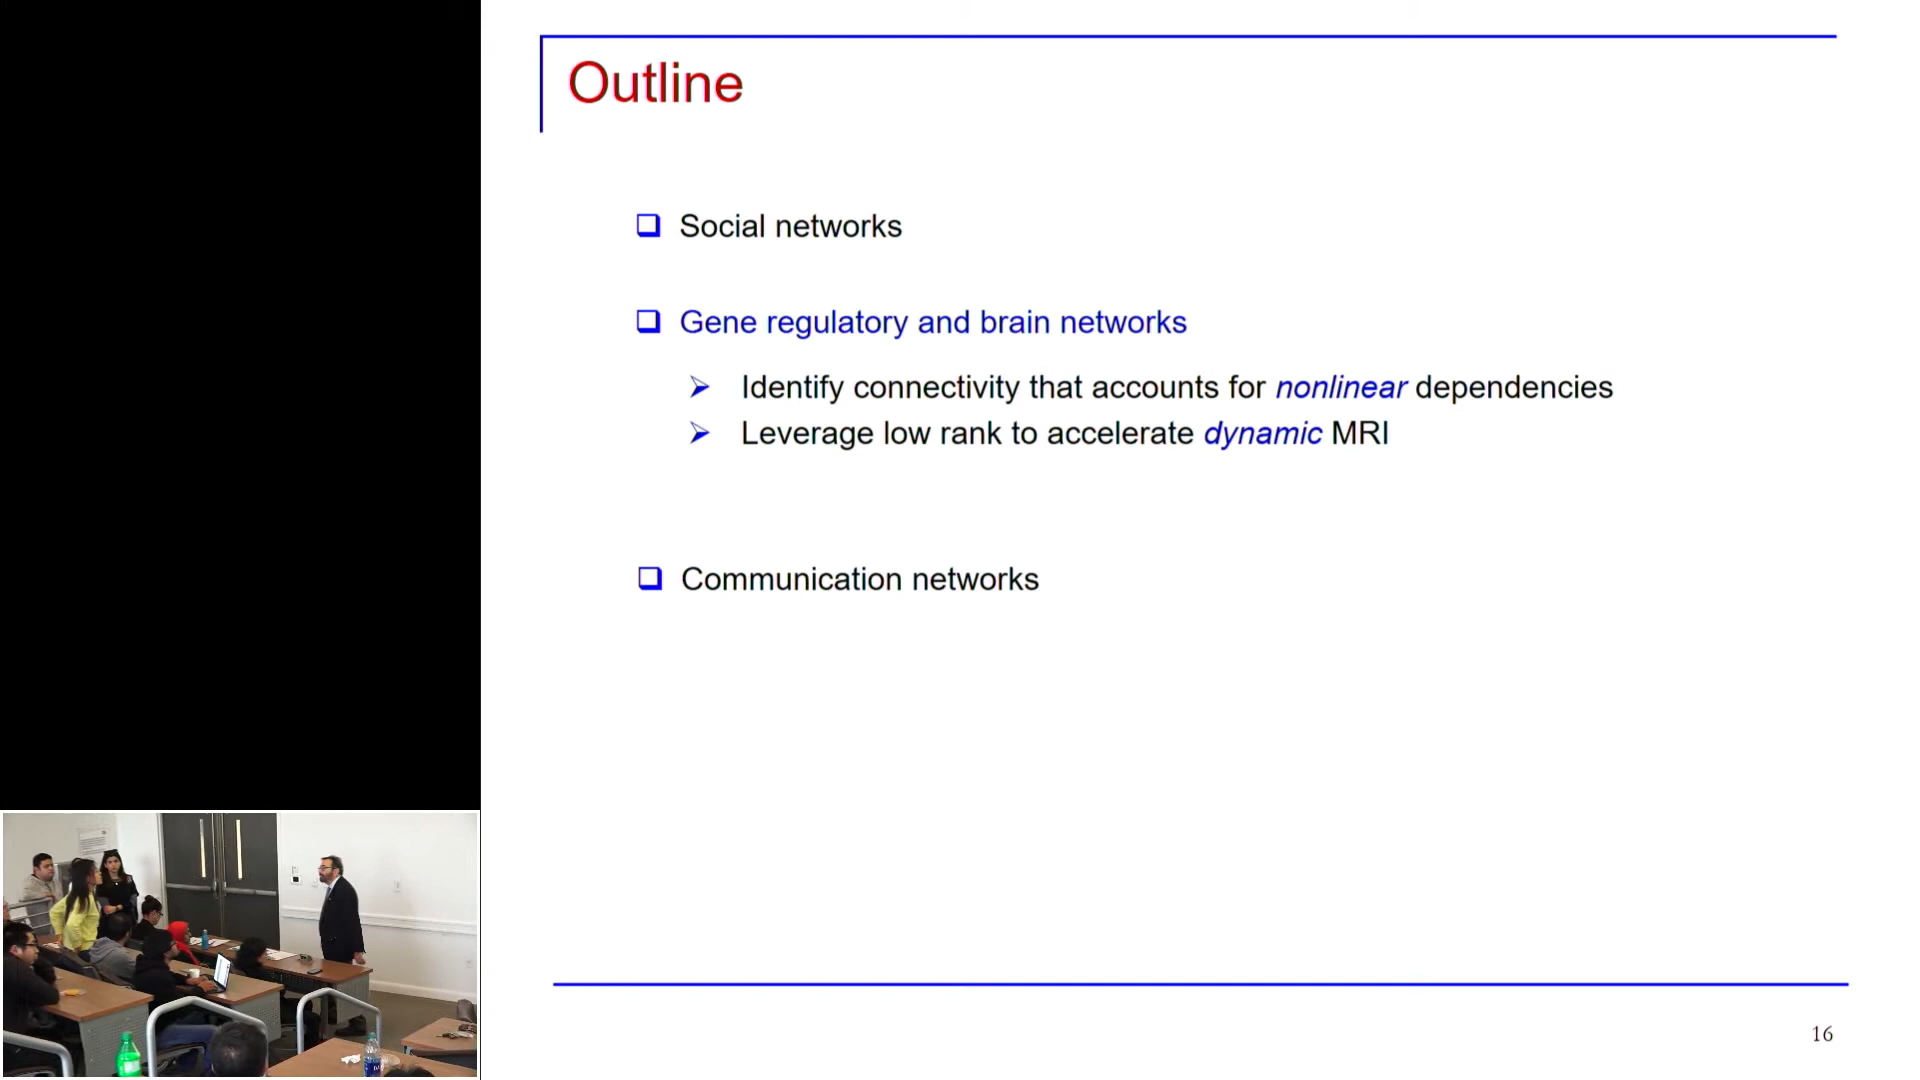 Outline
Social networks
Gene regulatory and brain networks
Identify connectivity that accounts for nonlinear dependencies
Leverage low rank to accelerate dynamic MRI
Communication networks
16